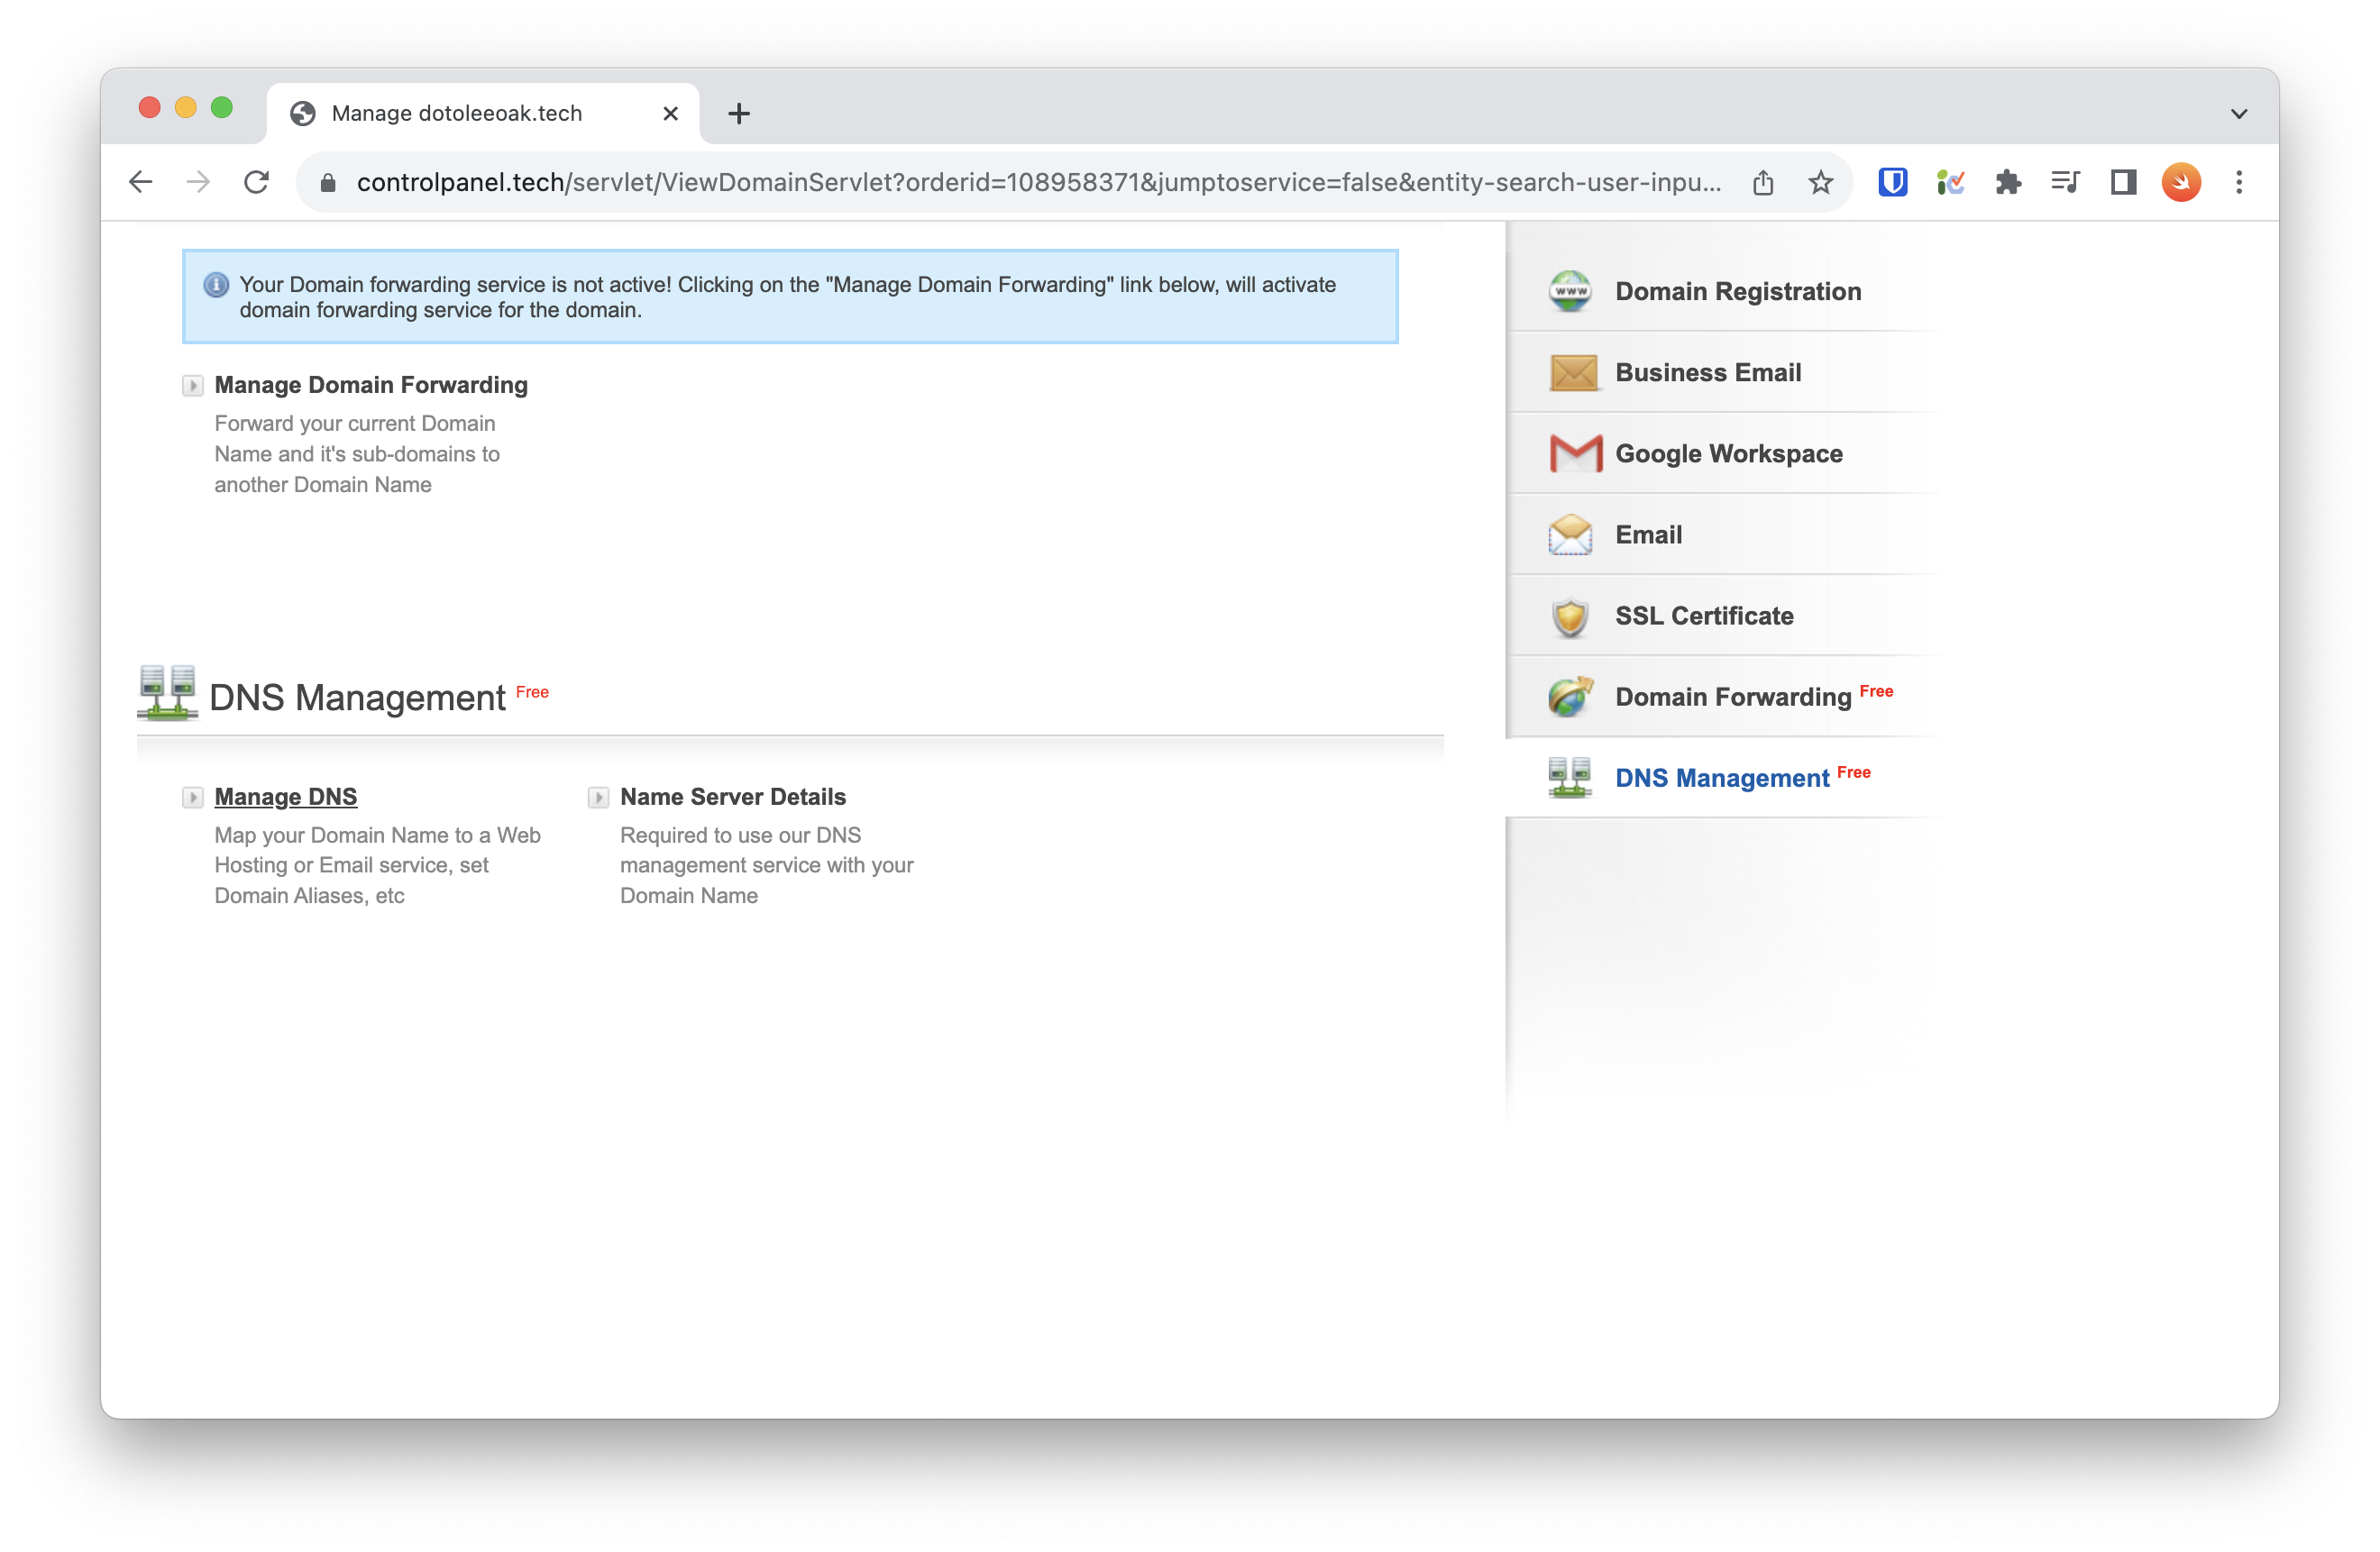 Manage dotoleeoak.tech
controlpanel.tech/servlet/ViewDomainServlet?orderid=108958371&jumptoservice=false&entity-search-user-inpu...
Your Domain forwarding service is not active! Clicking on the "Manage Domain Forwarding" link below, will activate
domain forwarding service for the domain.
Manage Domain Forwarding
Forward your current Domain
Name and it's sub-domains to
another Domain Name
DNS Management Free
Manage DNS
Map your Domain Name to a Web
Hosting or Email service, set
Domain Aliases, etc
Name Server Details
Required to use our DNS
management service with your
Domain Name
www
Domain Registration
Business Email
Google Workspace
Email
SSL Certificate
Domain Forwarding Free
DNS Management Free